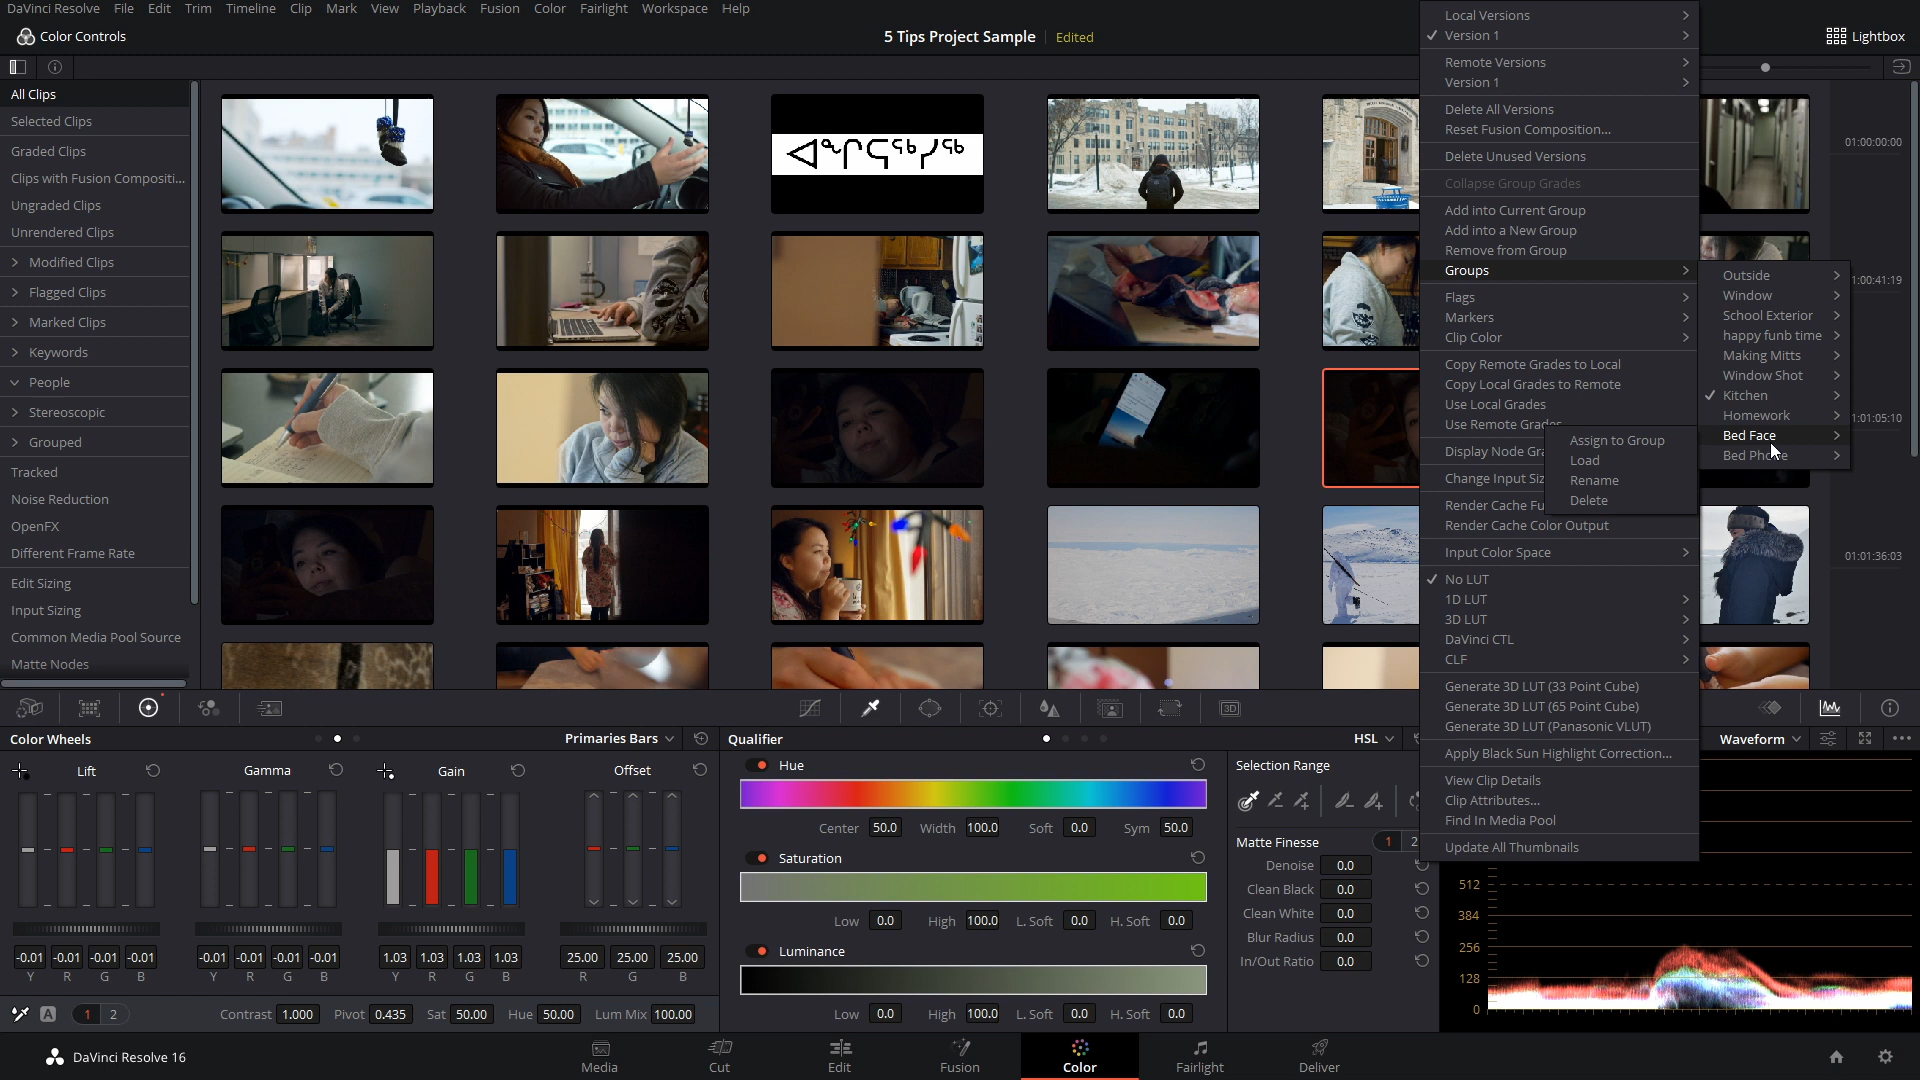 DaVinci Resolve File Edit Trim Timeline Clip Mark View Playback Fusion Color Fairlight Workspace Help
Color Controls
5 Tips Project Sample Edited
Lightbox
All Clips
Selected Clips
Graded Clips
Clips with Fusion Compositi...
Ungraded Clips
Unrendered Clips
Modified Clips
Flagged Clips
Marked Clips
Keywords
People
Stereoscopic
Grouped
Tracked
Noise Reduction
OpenFX
Different Frame Rate
Edit Sizing
Input Sizing
Common Media Pool Source
Matte Nodes
ᐊᖏᕋᖅᓯᖅ
Local Versions
Version 1
Remote Versions
Version 1
Delete All Versions
Reset Fusion Composition...
Delete Unused Versions
Collapse Group Grades
Add into Current Group
Add into a New Group
Remove from Group
Groups
Flags
Markers
Clip Color
Copy Remote Grades to Local
Copy Local Grades to Remote
Use Local Grades
Use Remote Grades
Display Node Gra
Change Input Siz
Render Cache Fu
Render Cache Color Output
Input Color Space
No LUT
1D LUT
3D LUT
DaVinci CTL
CLF
Generate 3D LUT (33 Point Cube)
Generate 3D LUT (65 Point Cube)
Generate 3D LUT (Panasonic VLUT)
Apply Black Sun Highlight Correction...
View Clip Details
Clip Attributes...
Find In Media Pool
Update All Thumbnails
Outside
Window
School Exterior
happy funb time
Making Mitts
Window Shot
Kitchen
Homework
Bed Face
Bed Phone
Assign to Group
Load
Rename
Delete
01:00:00:00
1:00:41:19
1:01:05:10
01:01:36:03
3D
Color Wheels
Primaries Bars
Lift Gamma Gain Offset
-0.01 -0.01 -0.01 -0.01 -0.01 -0.01 -0.01 -0.01 1.03 1.03 1.03 1.03 25.00 25.00 25.00
Y R G B Y R G B Y R G B R G B
A 1 2 Contrast 1.000 Pivot 0.435 Sat 50.00 Hue 50.00 Lum Mix 100.00
Qualifier
HSL
Hue
Center 50.0 Width 100.0 Soft 0.0 Sym 50.0
Saturation
Low 0.0 High 100.0 L. Soft 0.0 H. Soft 0.0
Luminance
Low 0.0 High 100.0 L. Soft 0.0 H. Soft 0.0
Selection Range
Matte Finesse 1 2
Denoise 0.0
Clean Black 0.0
Clean White 0.0
Blur Radius 0.0
In/Out Ratio 0.0
Waveform
512
384
256
128
0
DaVinci Resolve 16
Media Cut Edit Fusion Color Fairlight Deliver